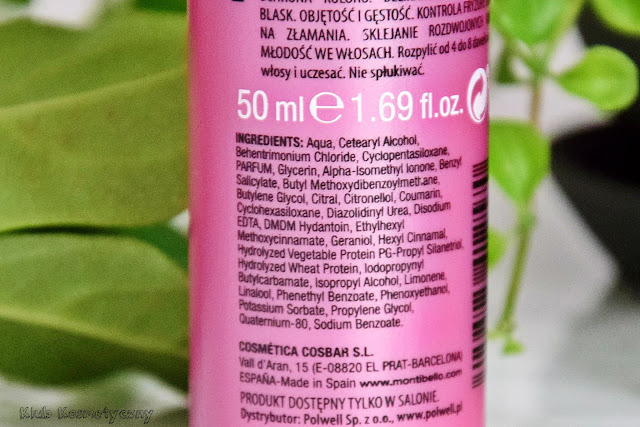 BLASK. OBJĘTOŚĆ I GĘSTOŚĆ. KONTROLA
NA ZŁAMANIA. SKLEJANIE ROZDWOJONYCH
MŁODOŚĆ WE WŁOSACH. Rozpylić od 4 do 8
włosy i uczesać. Nie spłukiwać.
50 ml ℮ 1.69 fl.oz.
INGREDIENTS: Aqua, Cetearyl Alcohol,
Behentrimonium Chloride, Cyclopentasiloxane,
PARFUM, Glycerin, Alpha-Isomethyl Ionone, Benzyl
Salicylate, Butyl Methoxydibenzoylmethane,
Butylene Glycol, Citral, Citronellol, Coumarin,
Cyclohexasiloxane, Diazolidinyl Urea, Disodium
EDTA, DMDM Hydantoin, Ethylhexyl
Methoxycinnamate, Geraniol, Hexyl Cinnamal,
Hydrolyzed Vegetable Protein PG-Propyl Silanetriol,
Hydrolyzed Wheat Protein, Iodopropynyl
Butylcarbamate, Isopropyl Alcohol, Limonene,
Linalool, Phenethyl Benzoate, Phenoxyethanol,
Potassium Sorbate, Propylene Glycol,
Quaternium-80, Sodium Benzoate.
COSMÉTICA COSBAR S.L.
Vall d'Aran, 15 (E-08820 EL PRAT-BARCELONA)
ESPAÑA-Made in Spain www.montibello.com
PRODUKT DOSTĘPNY TYLKO W SALONIE.
Dystrybutor: Polwell Sp. z o.o., www.polwell.pl
Klub Kosmetyczny